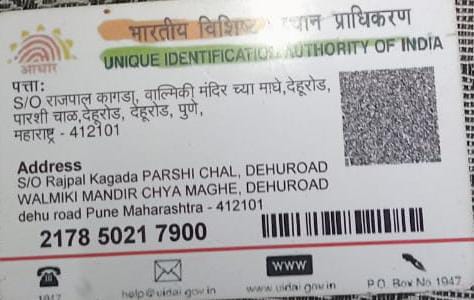 भारतीय विशिष्ट प्राधिकरण
UNIQUE IDENTIFICATION AUTHORITY OF INDIA
आधार
पत्ता:
S/O राजपाल कागडा, वाल्मिकी मंदिर च्या माघे,देहूरोड,
पारशी चाळ,देहूरोड, देहूरोड, पुणे,
महाराष्ट्र - 412101
Address
S/O Rajpal Kagada PARSHI CHAL, DEHUROAD
WALMIKI MANDIR CHYA MAGHE, DEHUROAD
dehu road Pune Maharashtra - 412101
2178 5021 7900
WWW
1947
help@uidai.gov.in
www.uidai.gov.in
P.O. Box No.1947